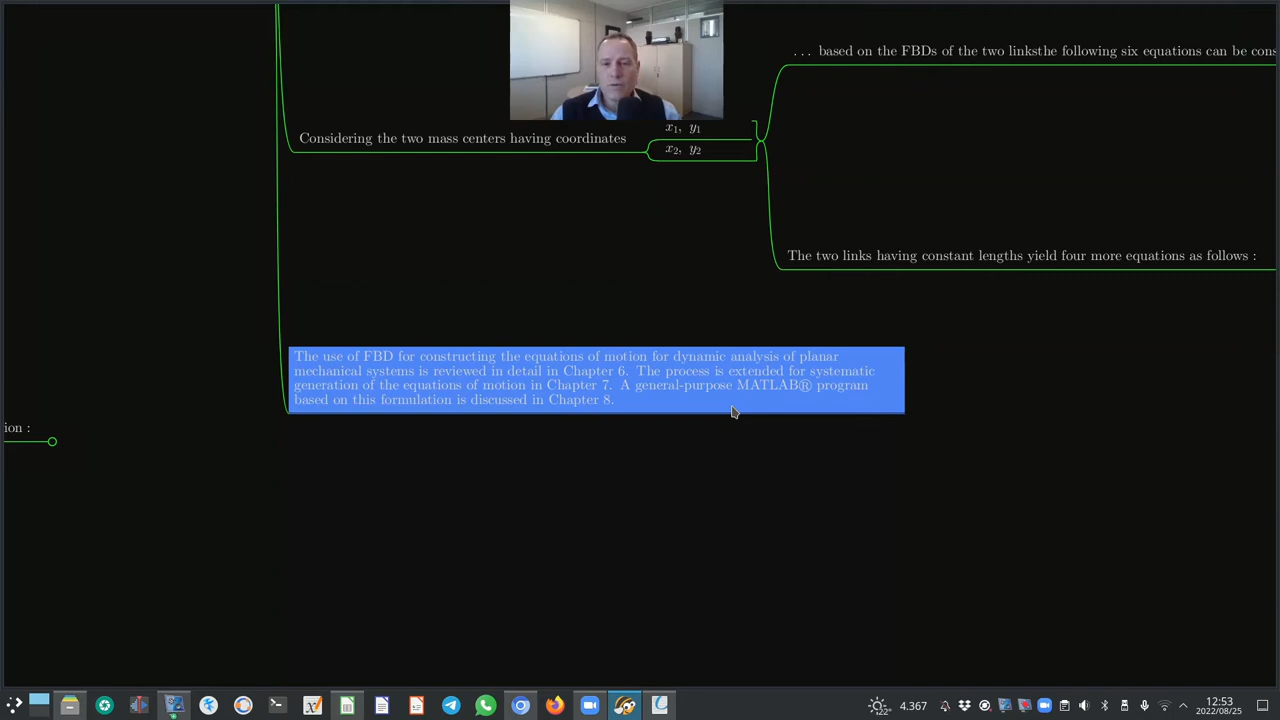 ... based on the FBDs of the two linksthe following six equations can be cons
x1, y1
Considering the two mass centers having coordinates
x2, y2
The two links having constant lengths yield four more equations as follows :
The use of FBD for constructing the equations of motion for dynamic analysis of planar
mechanical systems is reviewed in detail in Chapter 6. The process is extended for systematic
generation of the equations of motion in Chapter 7. A general-purpose MATLAB® program
based on this formulation is discussed in Chapter 8.
ion :
22° 4.367 12:53
2022/08/25